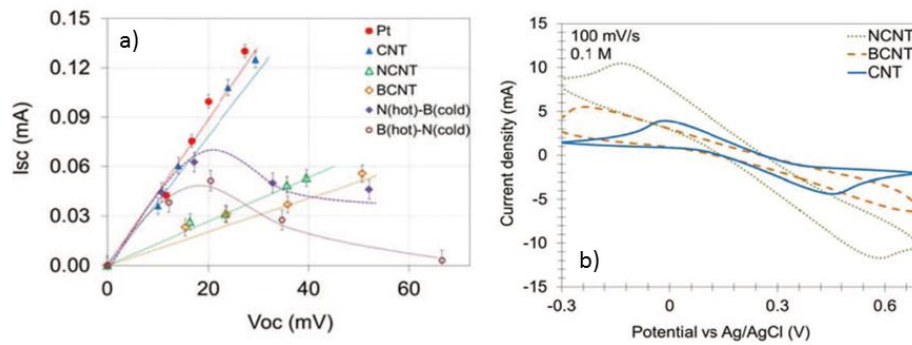 a)
0.15
0.12
0.09
0.06
0.03
0.00
Isc (mA)
0
20
40
60
Voc (mV)
Pt
CNT
NCNT
BCNT
N(hot)-B(cold)
B(hot)-N(cold)
100 mV/s
0.1 M
NCNT
BCNT
CNT
15
10
5
0
-5
-10
-15
Current density (mA)
b)
-0.3
0
0.3
0.6
Potential vs Ag/AgCl (V)